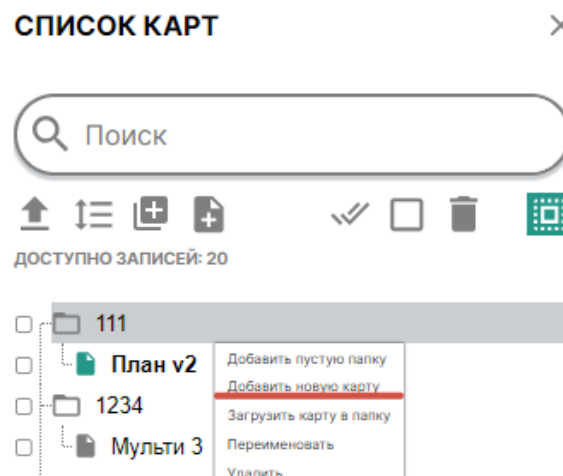 СПИСОК КАРТ
Поиск
ДОСТУПНО ЗАПИСЕЙ: 20
111
План v2
Добавить пустую папку
Добавить новую карту
1234
Загрузить карту в папку
Мульти 3
Переименовать
Удалить